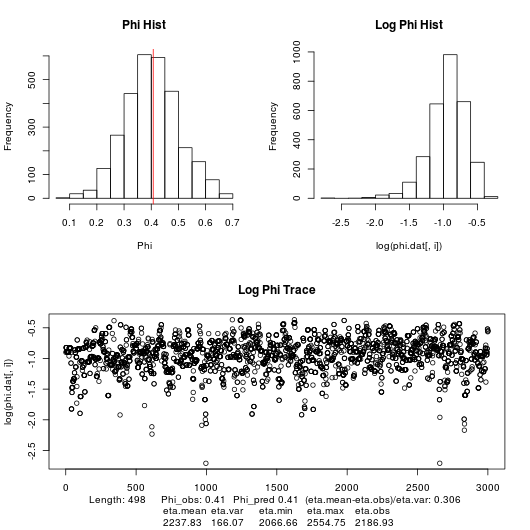 Phi Hist
Log Phi Hist
Frequency
0 100 300 500
0.1 0.2 0.3 0.4 0.5 0.6 0.7
Phi
Frequency
0 200 400 600 800 1000
-2.5 -2.0 -1.5 -1.0 -0.5
log(phi.dat[, i])
Log Phi Trace
log(phi.dat[, i])
-2.5 -2.0 -1.5 -1.0 -0.5
0 500 1000 1500 2000 2500 3000
Length: 498 Phi_obs: 0.41 Phi_pred 0.41 (eta.mean-eta.obs)/eta.var: 0.306
eta.mean eta.var eta.min eta.max eta.obs
2237.83 166.07 2066.66 2554.75 2186.93